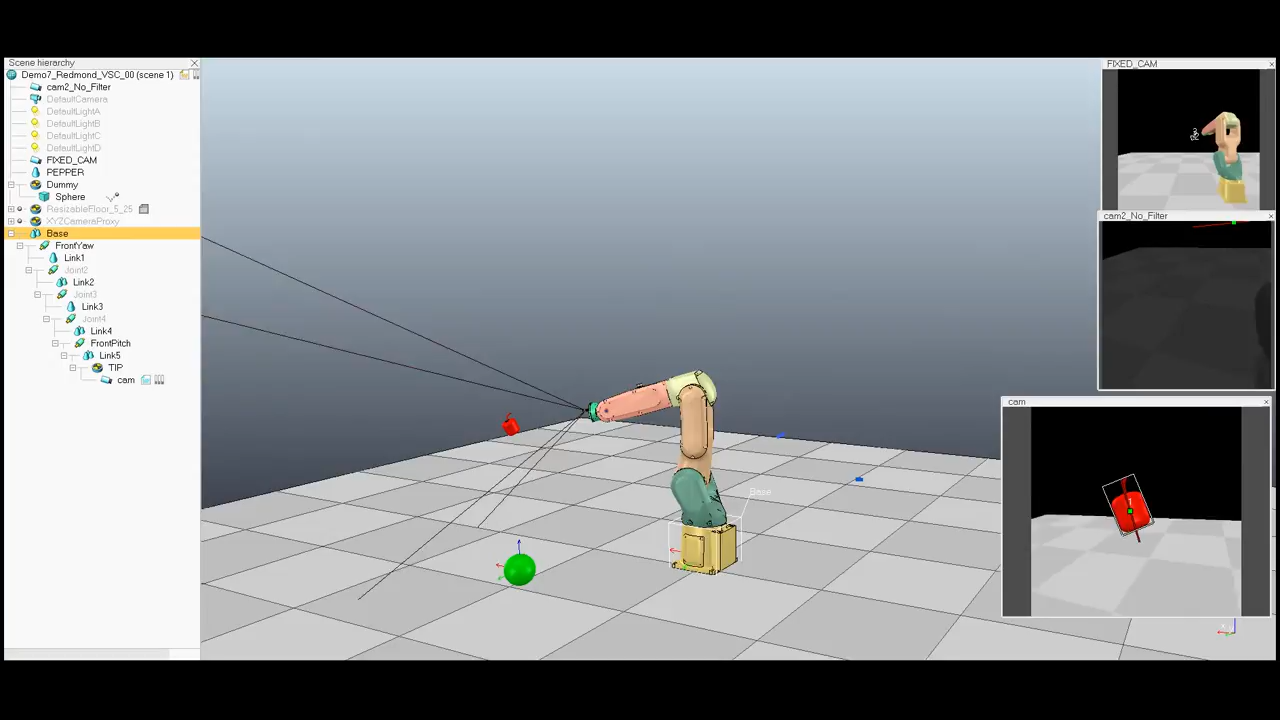 Scene hierarchy
Demo7_Redmond_VSC_00 (scene 1)
cam2_No_Filter
DefaultCamera
DefaultLightA
DefaultLightB
DefaultLightC
DefaultLightD
FIXED_CAM
PEPPER
Dummy
Sphere
ResizableFloor_5_25
XYZCameraProxy
Base
FrontYaw
Link1
Joint2
Link2
Joint3
Link3
Joint4
Link4
FrontPitch
Link5
TIP
cam
Base
FIXED_CAM
cam2_No_Filter
cam